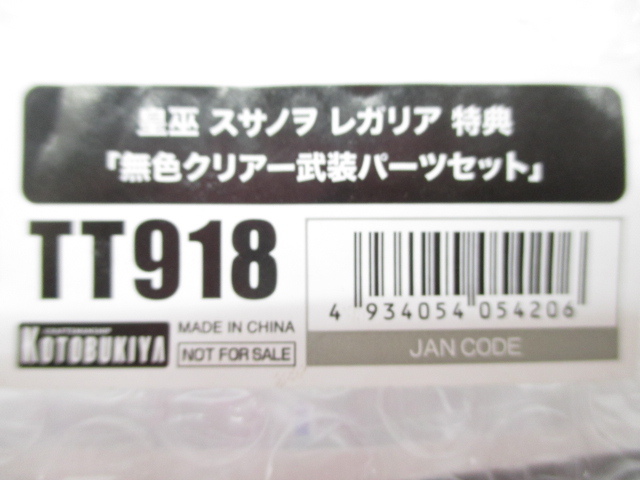 皇巫 スサノヲ レガリア 特典
『無色クリアー武装パーツセット』
TT918
4 934054 054206
JAN CODE
CRAFTSMANSHIP
KOTOBUKIYA
MADE IN CHINA
NOT FOR SALE